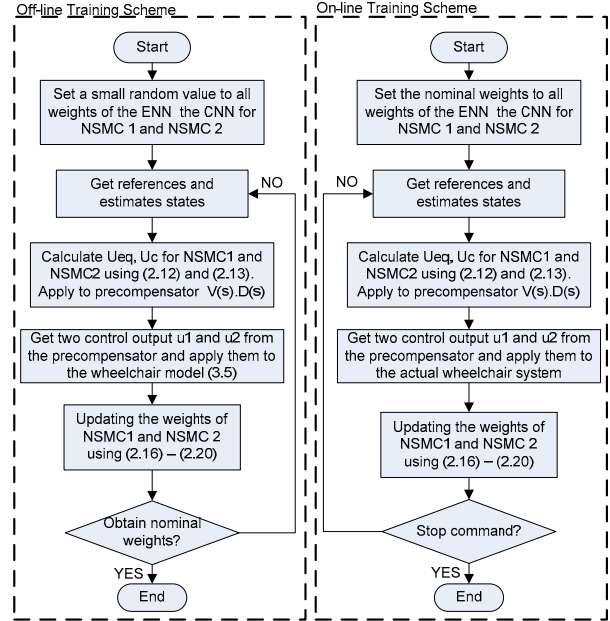 Off-line Training Scheme
Start
Set a small random value to all
weights of the ENN the CNN for
NSMC 1 and NSMC 2
Get references and
estimates states
NO
Calculate Ueq, Uc for NSMC1 and
NSMC2 using (2.12) and (2.13).
Apply to precompensator V(s).D(s)
Get two control output u1 and u2 from
the precompensator and apply them to
the wheelchair model (3.5)
Updating the weights of
NSMC1 and NSMC 2
using (2.16) – (2.20)
Obtain nominal
weights?
YES
End
On-line Training Scheme
Start
Set the nominal weights to all
weights of the ENN the CNN for
NSMC 1 and NSMC 2
NO
Get references and
estimates states
Calculate Ueq, Uc for NSMC1 and
NSMC2 using (2.12) and (2.13).
Apply to precompensator V(s).D(s)
Get two control output u1 and u2 from
the precompensator and apply them to
the actual wheelchair system
Updating the weights of
NSMC1 and NSMC 2
using (2.16) – (2.20)
Stop command?
YES
End